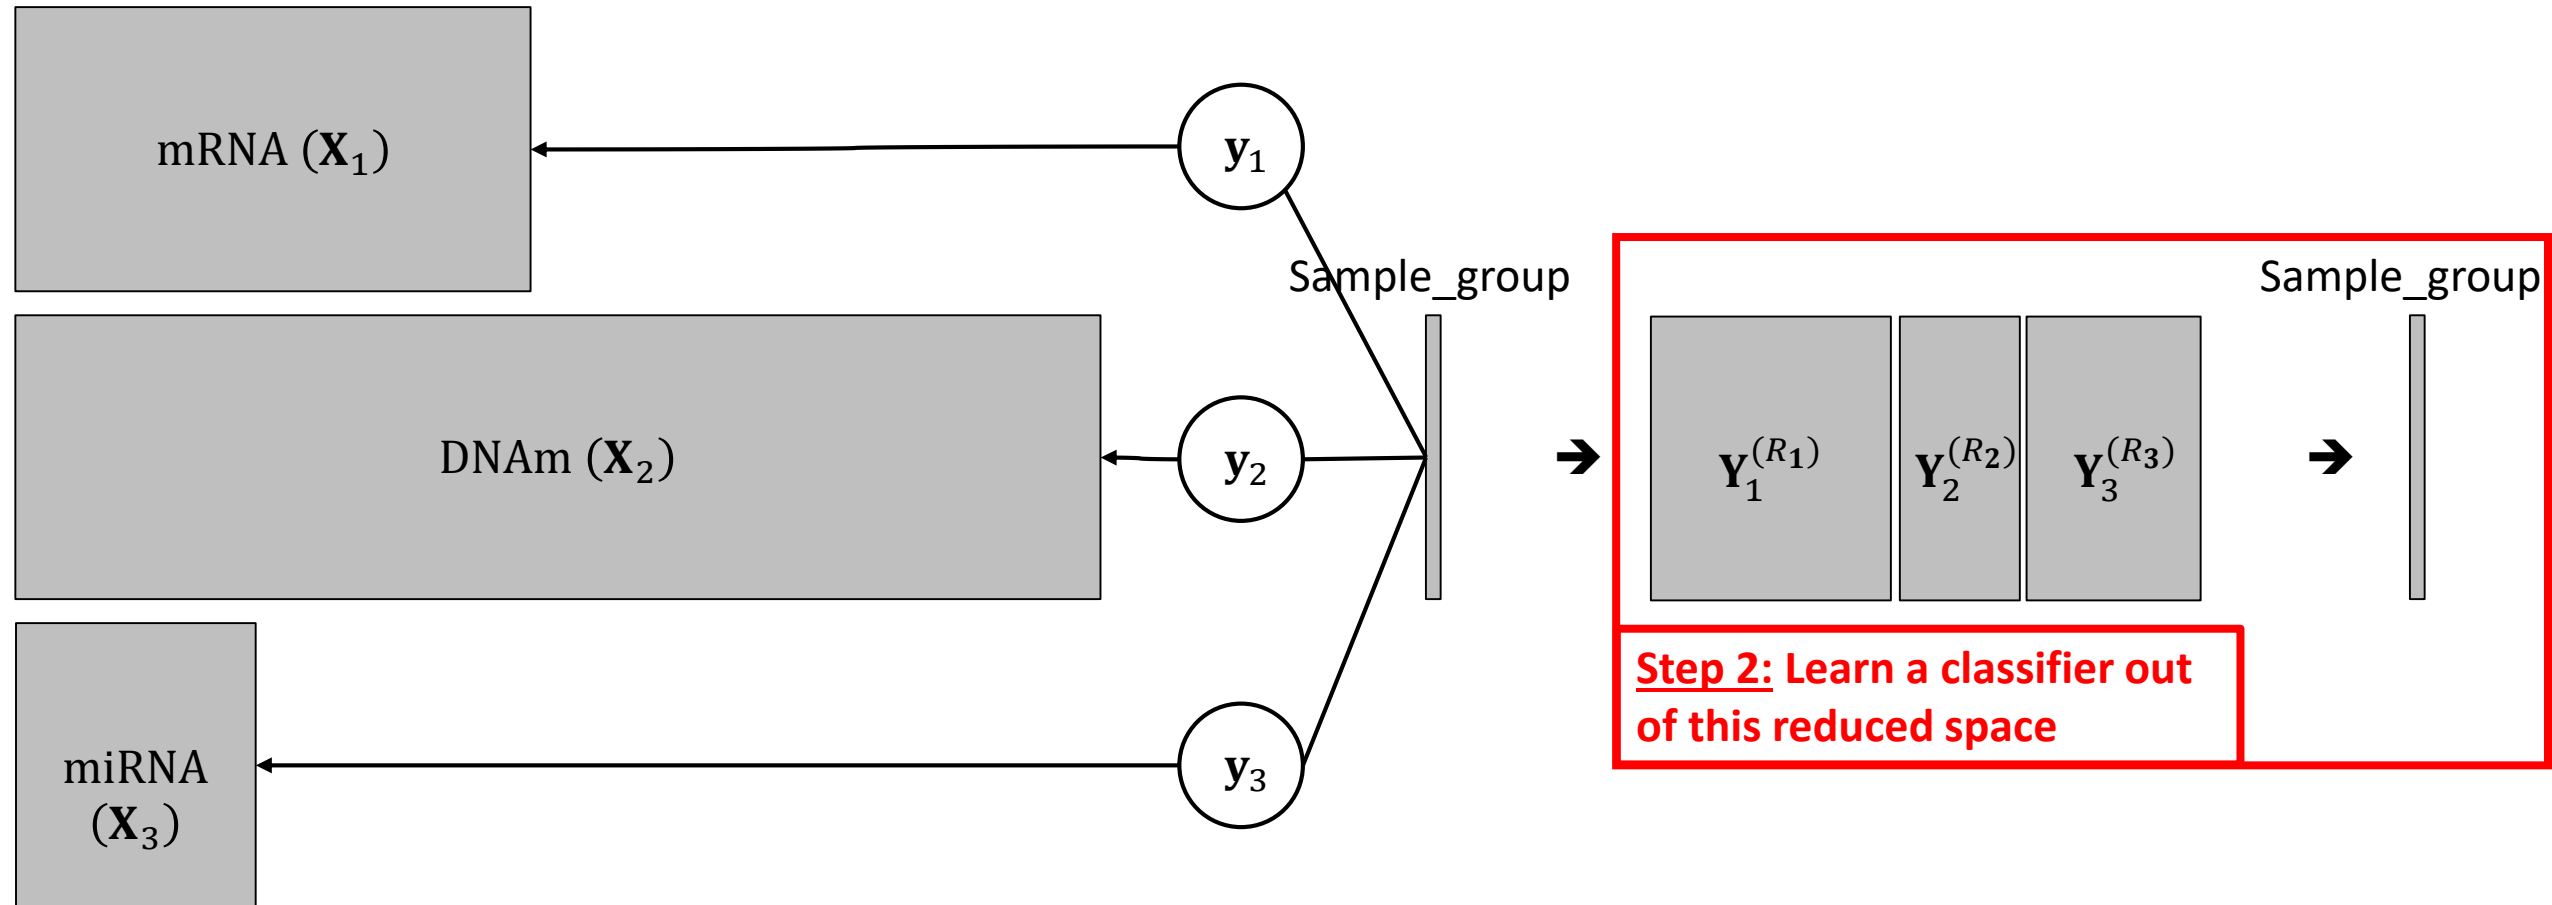 mRNA (𝐗₁)
𝐲₁
Sample_group
Sample_group
DNAm (𝐗₂)
𝐲₂
➔
𝐘₁^(𝑅₁)
𝐘₂^(𝑅₂)
𝐘₃^(𝑅₃)
➔
Step 2: Learn a classifier out
of this reduced space
miRNA
(𝐗₃)
𝐲₃